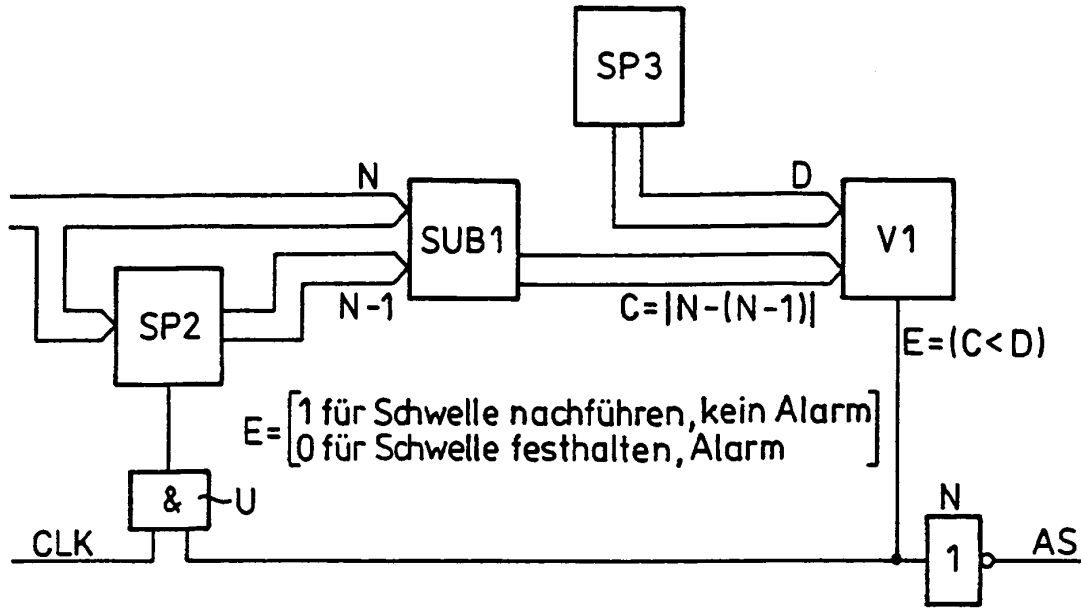 SP3
N
D
SUB1
V1
SP2
N-1
C=|N-(N-1)|
E=(C<D)
E=[1 für Schwelle nachführen, kein Alarm]
[0 für Schwelle festhalten, Alarm]
& U
N
CLK
1
AS